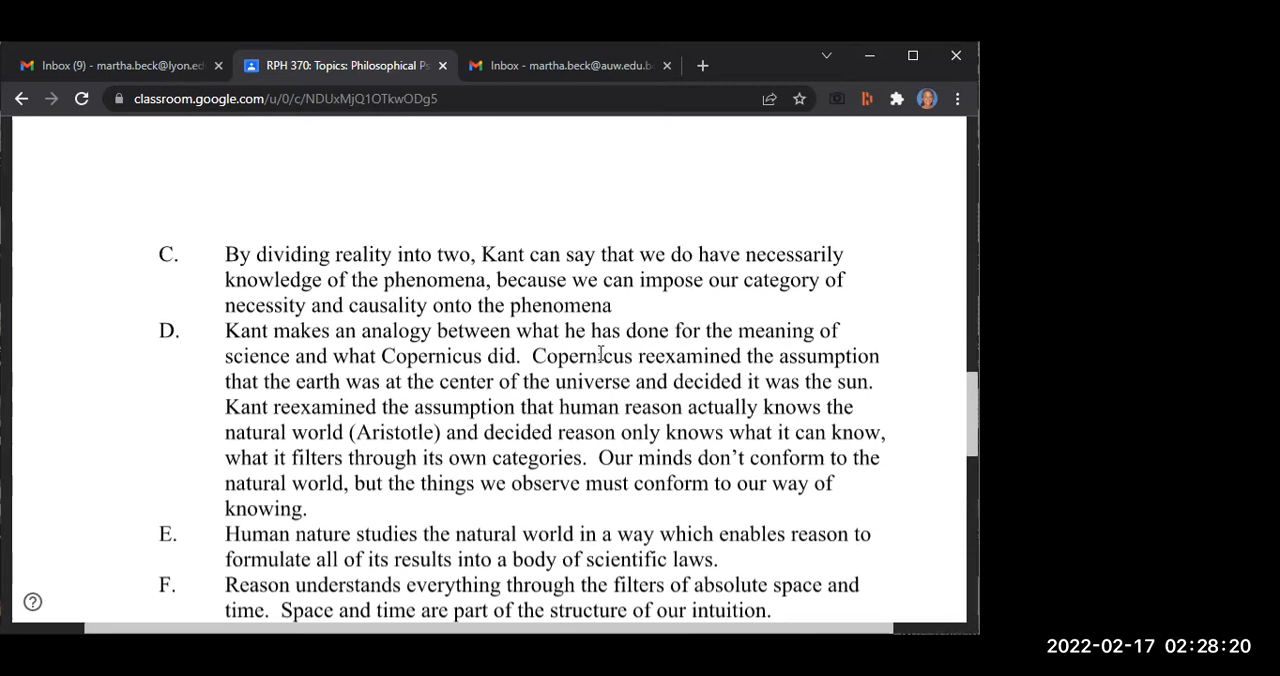 Inbox (9) - martha.beck@lyon.ed
RPH 370: Topics: Philosophical Ps
Inbox - martha.beck@auw.edu.b
classroom.google.com/u/0/c/NDUxMjQ1OTkwODg5
C. By dividing reality into two, Kant can say that we do have necessarily
knowledge of the phenomena, because we can impose our category of
necessity and causality onto the phenomena
D. Kant makes an analogy between what he has done for the meaning of
science and what Copernicus did. Copernicus reexamined the assumption
that the earth was at the center of the universe and decided it was the sun.
Kant reexamined the assumption that human reason actually knows the
natural world (Aristotle) and decided reason only knows what it can know,
what it filters through its own categories. Our minds don’t conform to the
natural world, but the things we observe must conform to our way of
knowing.
E. Human nature studies the natural world in a way which enables reason to
formulate all of its results into a body of scientific laws.
F. Reason understands everything through the filters of absolute space and
time. Space and time are part of the structure of our intuition.
2022-02-17 02:28:20